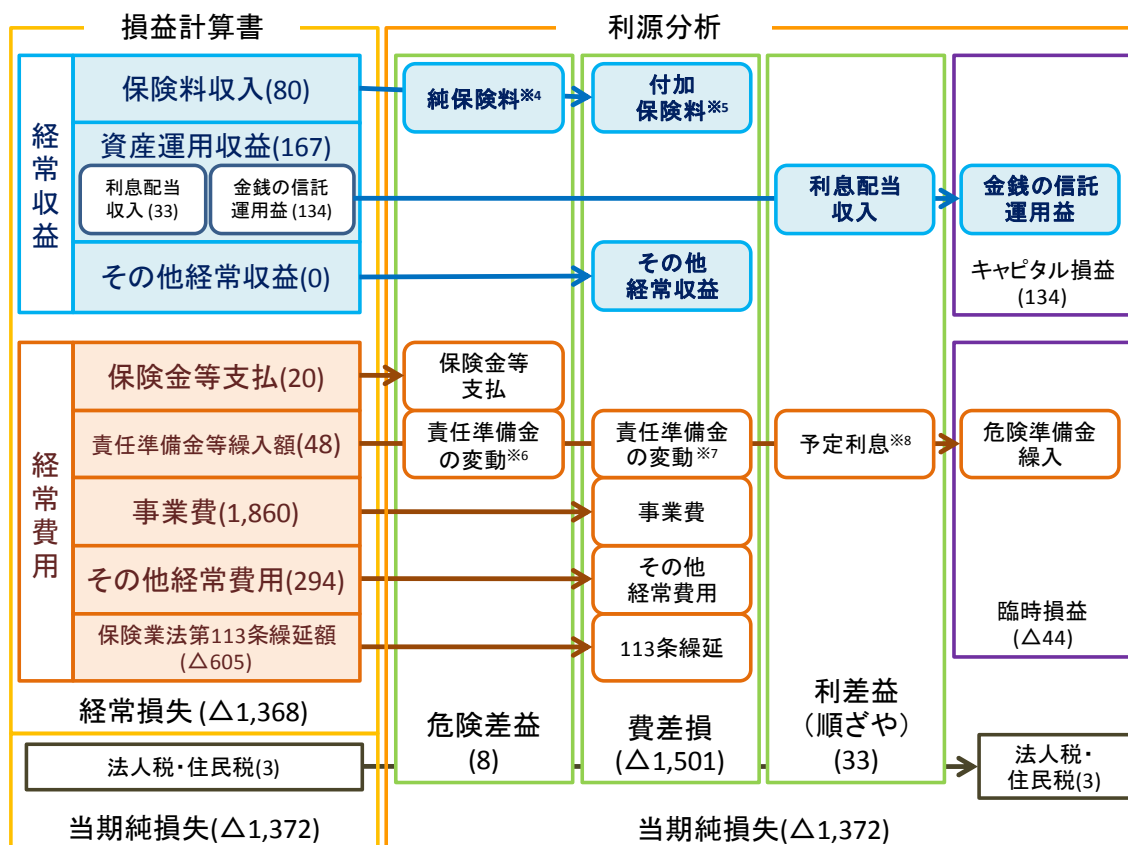 損益計算書
利源分析
経常収益
保険料収入(80)
純保険料※4
付加
保険料※5
資産運用収益(167)
利息配当
収入(33)
金銭の信託
運用益(134)
利息配当
収入
金銭の信託
運用益
その他経常収益(0)
その他
経常収益
キャピタル損益
(134)
経常費用
保険金等支払(20)
保険金等
支払
責任準備金等繰入額(48)
責任準備金
の変動※6
責任準備金
の変動※7
予定利息※8
危険準備金
繰入
事業費(1,860)
事業費
その他経常費用(294)
その他
経常費用
保険業法第113条繰延額
(△605)
113条繰延
臨時損益
(△44)
経常損失(△1,368)
危険差益
(8)
費差損
(△1,501)
利差益
(順ざや)
(33)
法人税・住民税(3)
法人税・
住民税(3)
当期純損失(△1,372)
当期純損失(△1,372)